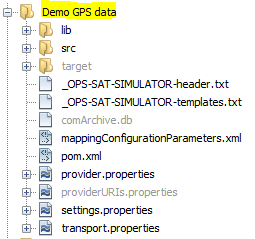 Demo GPS data
lib
src
target
_OPS-SAT-SIMULATOR-header.txt
_OPS-SAT-SIMULATOR-templates.txt
comArchive.db
mappingConfigurationParameters.xml
pom.xml
provider.properties
providerURIs.properties
settings.properties
transport.properties